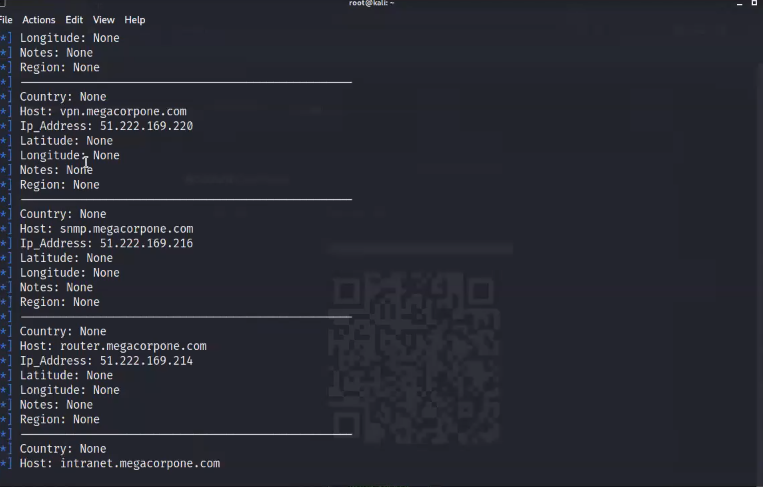 root@kali: ~
File Actions Edit View Help
*] Longitude: None
*] Notes: None
*] Region: None
*] ──────────────────────────────────────────────────
*] Country: None
*] Host: vpn.megacorpone.com
*] Ip_Address: 51.222.169.220
*] Latitude: None
*] Longitude: None
*] Notes: None
*] Region: None
*] ──────────────────────────────────────────────────
*] Country: None
*] Host: snmp.megacorpone.com
*] Ip_Address: 51.222.169.216
*] Latitude: None
*] Longitude: None
*] Notes: None
*] Region: None
*] ──────────────────────────────────────────────────
*] Country: None
*] Host: router.megacorpone.com
*] Ip_Address: 51.222.169.214
*] Latitude: None
*] Longitude: None
*] Notes: None
*] Region: None
*] ──────────────────────────────────────────────────
*] Country: None
*] Host: intranet.megacorpone.com